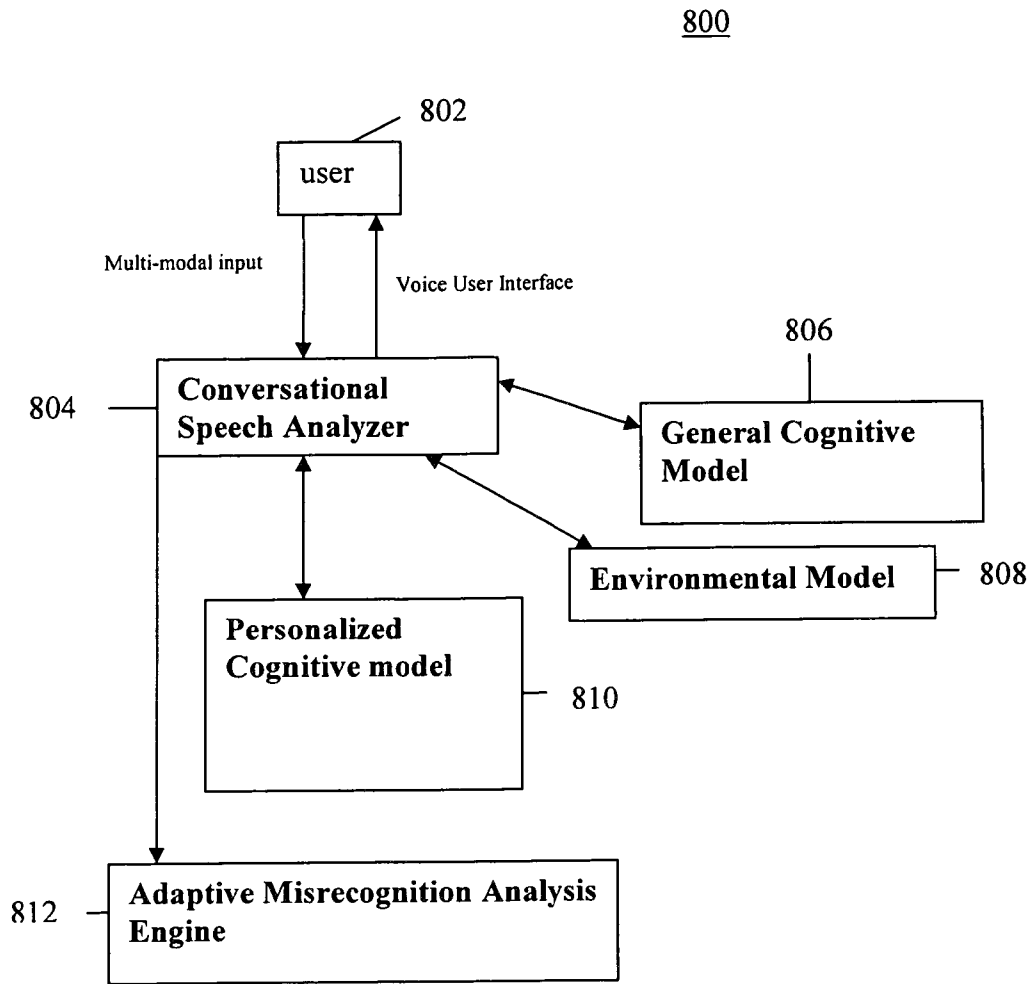 800
802
user
Multi-modal input
Voice User Interface
806
804
Conversational
Speech Analyzer
General Cognitive
Model
Environmental Model
808
Personalized
Cognitive model
810
Adaptive Misrecognition Analysis
Engine
812